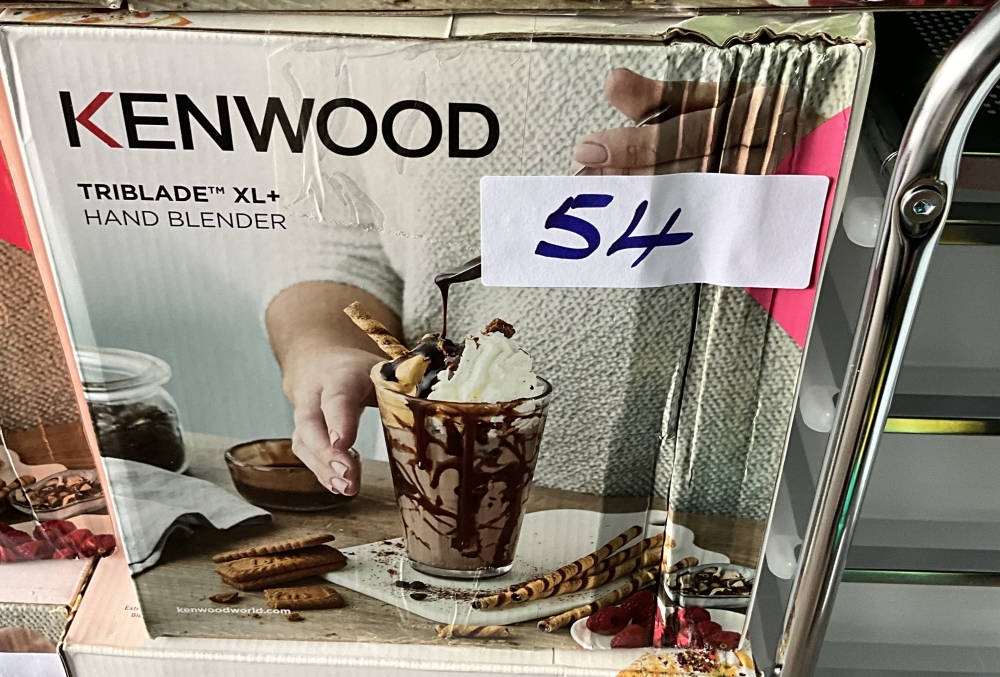 KENWOOD
TRIBLADE™ XL+
HAND BLENDER
54
kenwoodworld.com